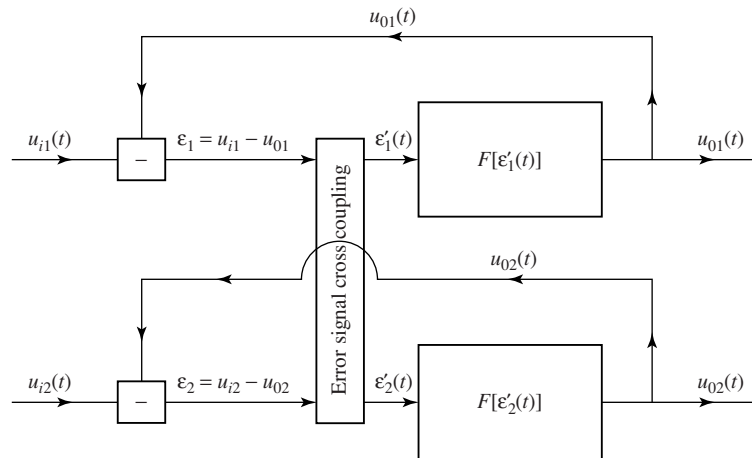 u₀₁(t)
uᵢ₁(t)
−
ε₁ = uᵢ₁ − u₀₁
ε′₁(t)
F[ε′₁(t)]
u₀₁(t)
Error signal cross coupling
u₀₂(t)
uᵢ₂(t)
−
ε₂ = uᵢ₂ − u₀₂
ε′₂(t)
F[ε′₂(t)]
u₀₂(t)